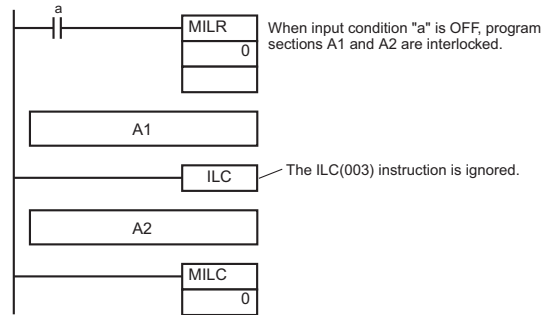 a
MILR
When input condition "a" is OFF, program
sections A1 and A2 are interlocked.
0
A1
ILC
The ILC(003) instruction is ignored.
A2
MILC
0